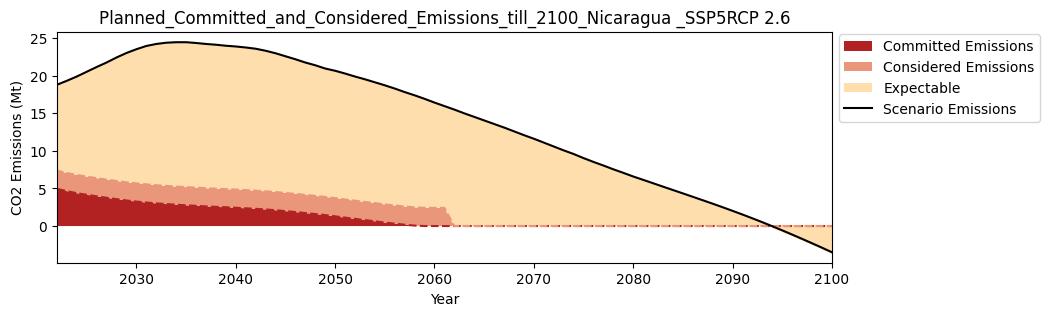 Planned_Committed_and_Considered_Emissions_till_2100_Nicaragua _SSP5RCP 2.6
CO2 Emissions (Mt)
25
20
15
10
5
0
2030 2040 2050 2060 2070 2080 2090 2100
Year
Committed Emissions
Considered Emissions
Expectable
Scenario Emissions